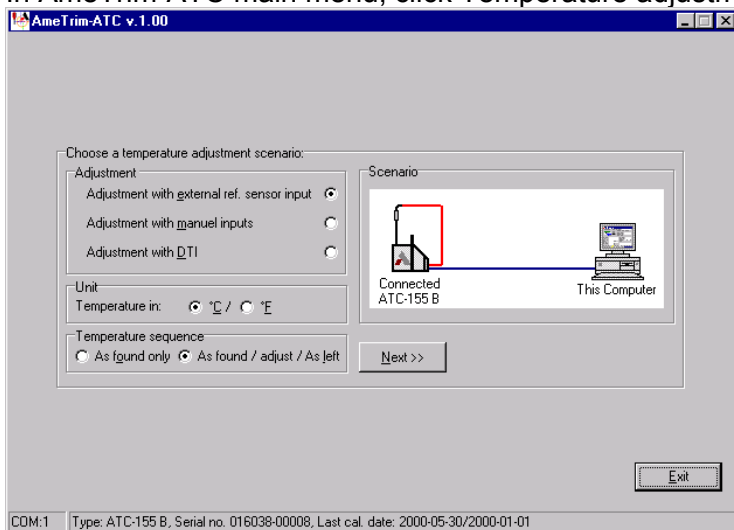 AmeTrim-ATC v.1.00
Choose a temperature adjustment scenario:
Adjustment
Adjustment with external ref. sensor input
Adjustment with manuel inputs
Adjustment with DTI
Unit
Temperature in: °C / °F
Temperature sequence
As found only As found / adjust / As left
Scenario
Connected
ATC-155 B
This Computer
Next >>
Exit
COM:1 Type: ATC-155 B, Serial no. 016038-00008, Last cal. date: 2000-05-30/2000-01-01